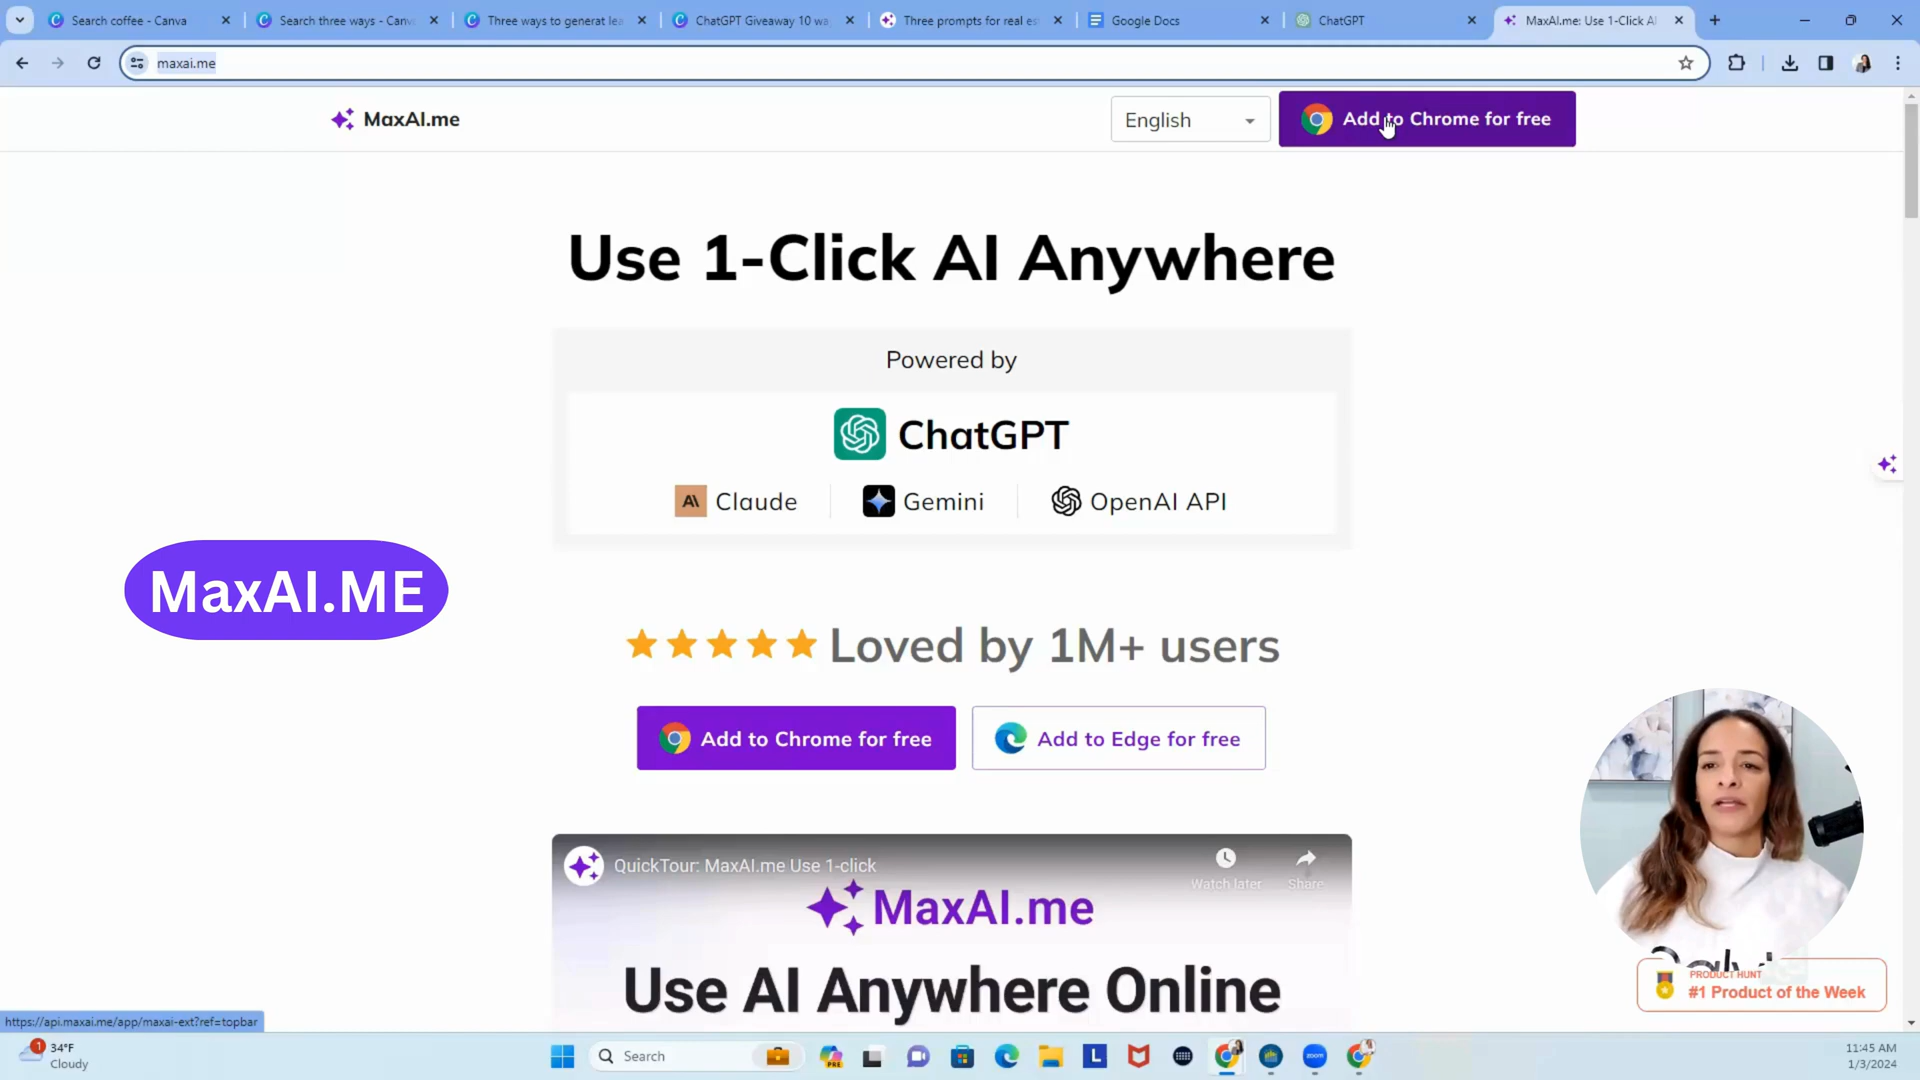 Search coffee - Canva
Search three ways - Canv
Three ways to generat lea
ChatGPT Giveaway 10 wa
Three prompts for real es
Google Docs
ChatGPT
MaxAI.me: Use 1-Click AI
maxai.me
MaxAI.me
English
Add to Chrome for free
Use 1-Click AI Anywhere
Powered by
ChatGPT
Claude
Gemini
OpenAI API
MaxAI.ME
Loved by 1M+ users
Add to Chrome for free
Add to Edge for free
QuickTour: MaxAI.me Use 1-click
Watch later
Share
MaxAI.me
Use AI Anywhere Online
PRODUCT HUNT
#1 Product of the Week
https://api.maxai.me/app/maxai-ext?ref=topbar
1
34°F
Cloudy
Search
PRE
L
zoom
11:45 AM
1/3/2024